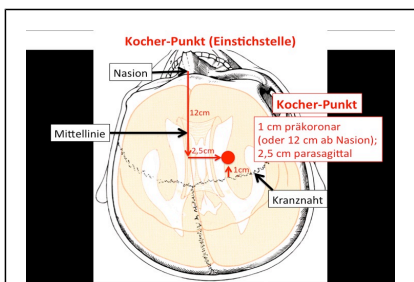 Kocher-Punkt (Einstichstelle)
Nasion
12cm
Kocher-Punkt
1 cm präkoronar
(oder 12 cm ab Nasion);
2,5 cm parasagittal
Mittellinie
2,5cm
1cm
Kranznaht